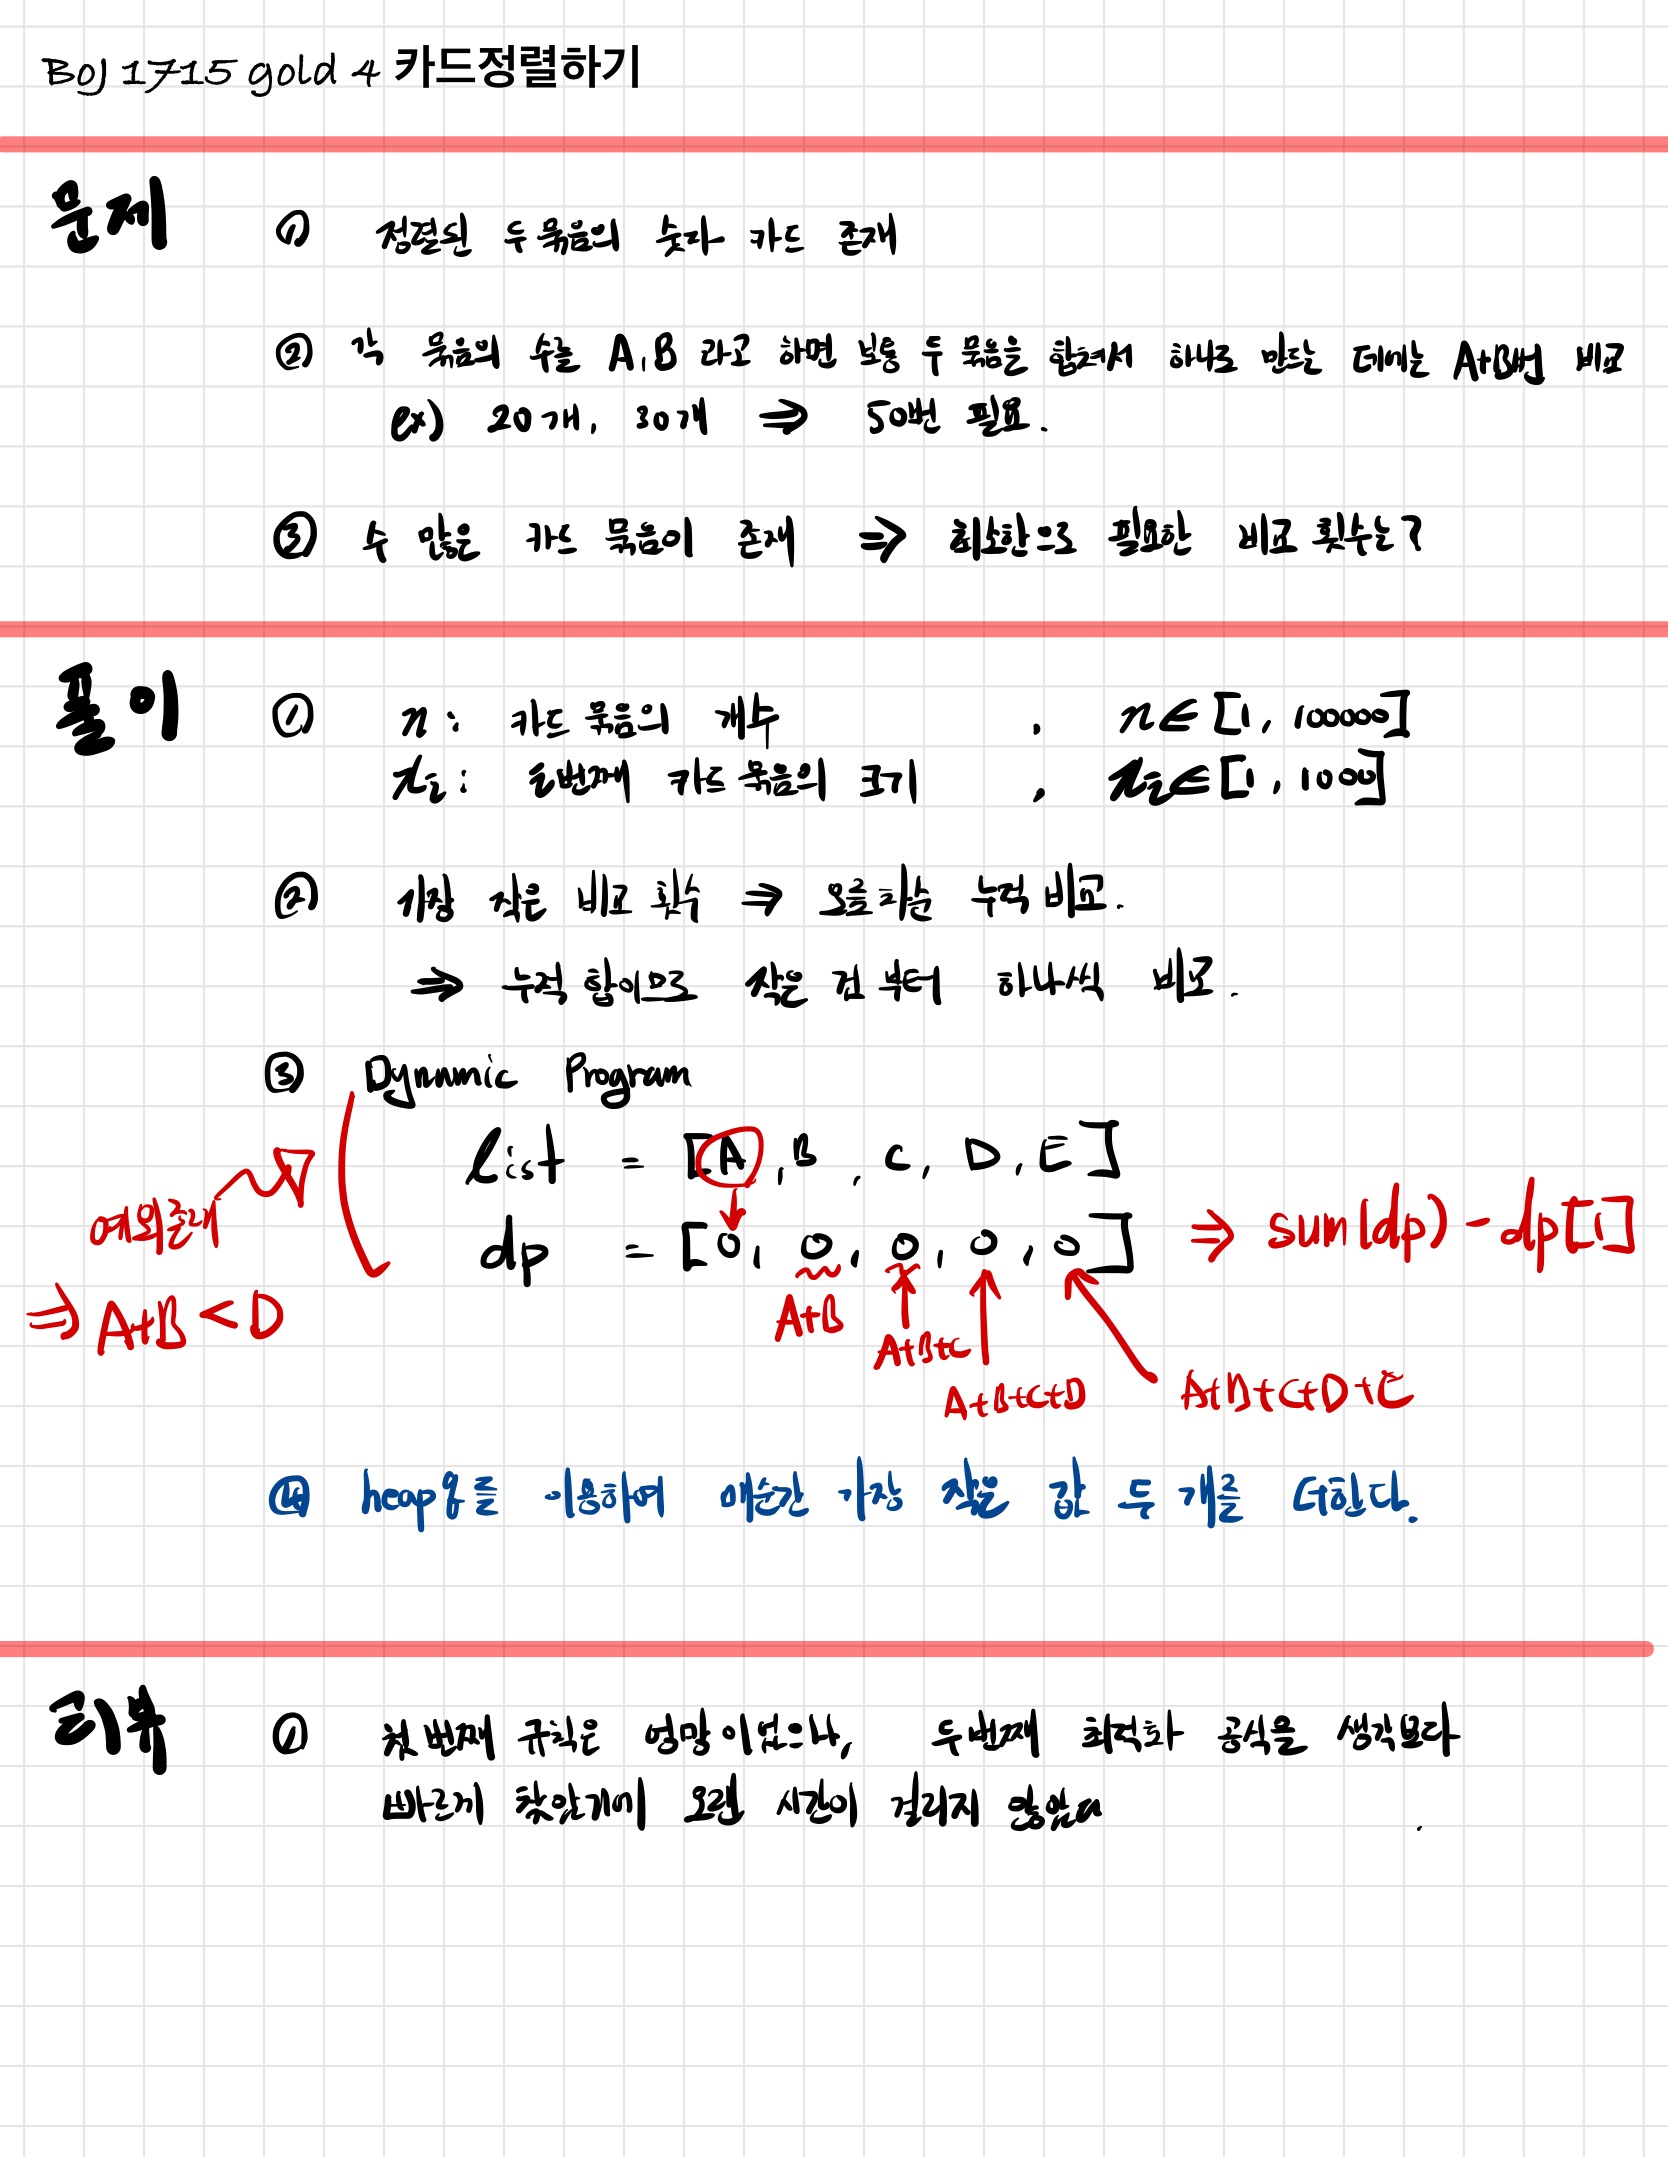 BOJ 1715 gold 4 카드정렬하기
문제
① 정렬된 두 묶음의 숫자 카드 존재
② 각 묶음의 수를 A, B 라고 하면 보통 두 묶음을 합쳐서 하나로 만드는 데에는 A+B번 비교
ex) 20개, 30개 ⇒ 50번 필요.
③ 수 많은 카드 묶음이 존재 ⇒ 최소한으로 필요한 비교 횟수는?
풀이
① n : 카드 묶음의 개수 , n∈[1, 100000]
xᵢ : i번째 카드 묶음의 크기 , xᵢ∈[1, 1000]
② 가장 작은 비교 횟수 ⇒ 오름차순 누적 비교.
⇒ 누적 합이므로 작은 것 부터 하나씩 비교.
③ Dynamic Program
list = [A, B, C, D, E]
예외존재
dp = [0, 0, 0, 0, 0] ⇒ sum(dp) - dp[1]
⇒ A+B < D
A+B
A+B+C
A+B+C+D
A+B+C+D+E
④ heap을 이용하여 매순간 가장 작은 값 두 개를 더한다.
리뷰
① 첫 번째 규칙은 엉망이었으나, 두번째 최적화 공식을 생각보다
빠르게 찾았기에 오랜 시간이 걸리지 않았다